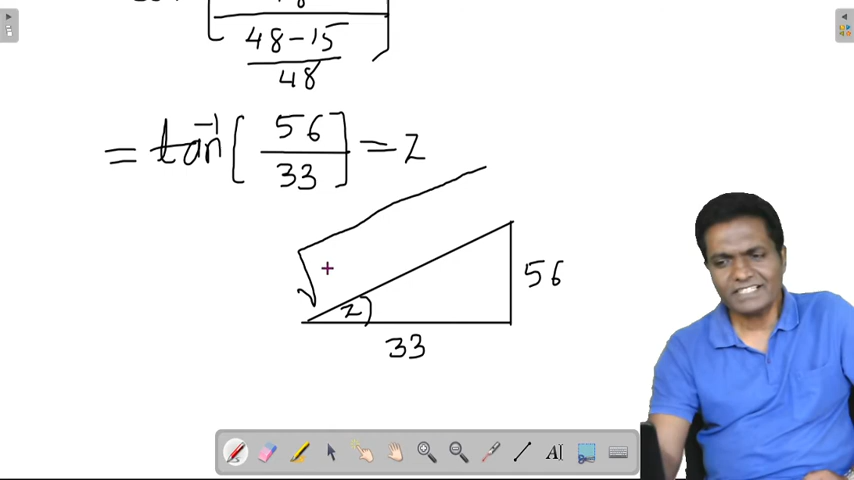 48-15
48
= tan⁻¹[56/33] = z
56
z
33
A